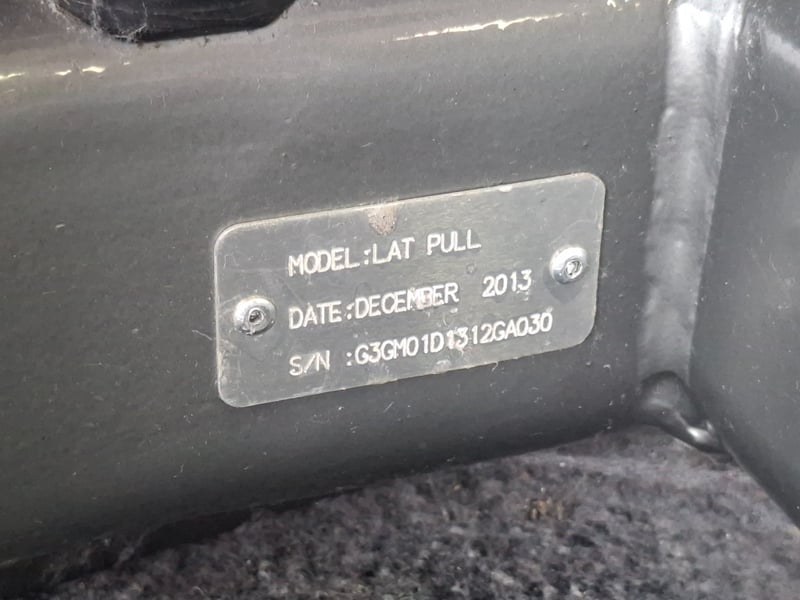 MODEL:LAT PULL
DATE:DECEMBER 2013
S/N :G3GM01D1312GA030